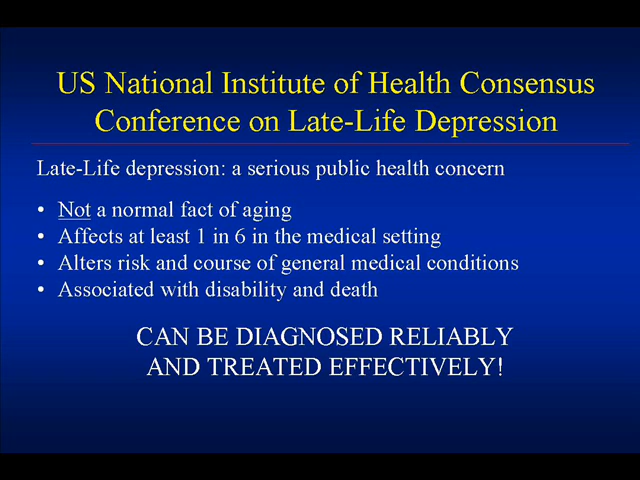 US National Institute of Health Consensus
Conference on Late-Life Depression
Late-Life depression: a serious public health concern
• Not a normal fact of aging
• Affects at least 1 in 6 in the medical setting
• Alters risk and course of general medical conditions
• Associated with disability and death
CAN BE DIAGNOSED RELIABLY
AND TREATED EFFECTIVELY!